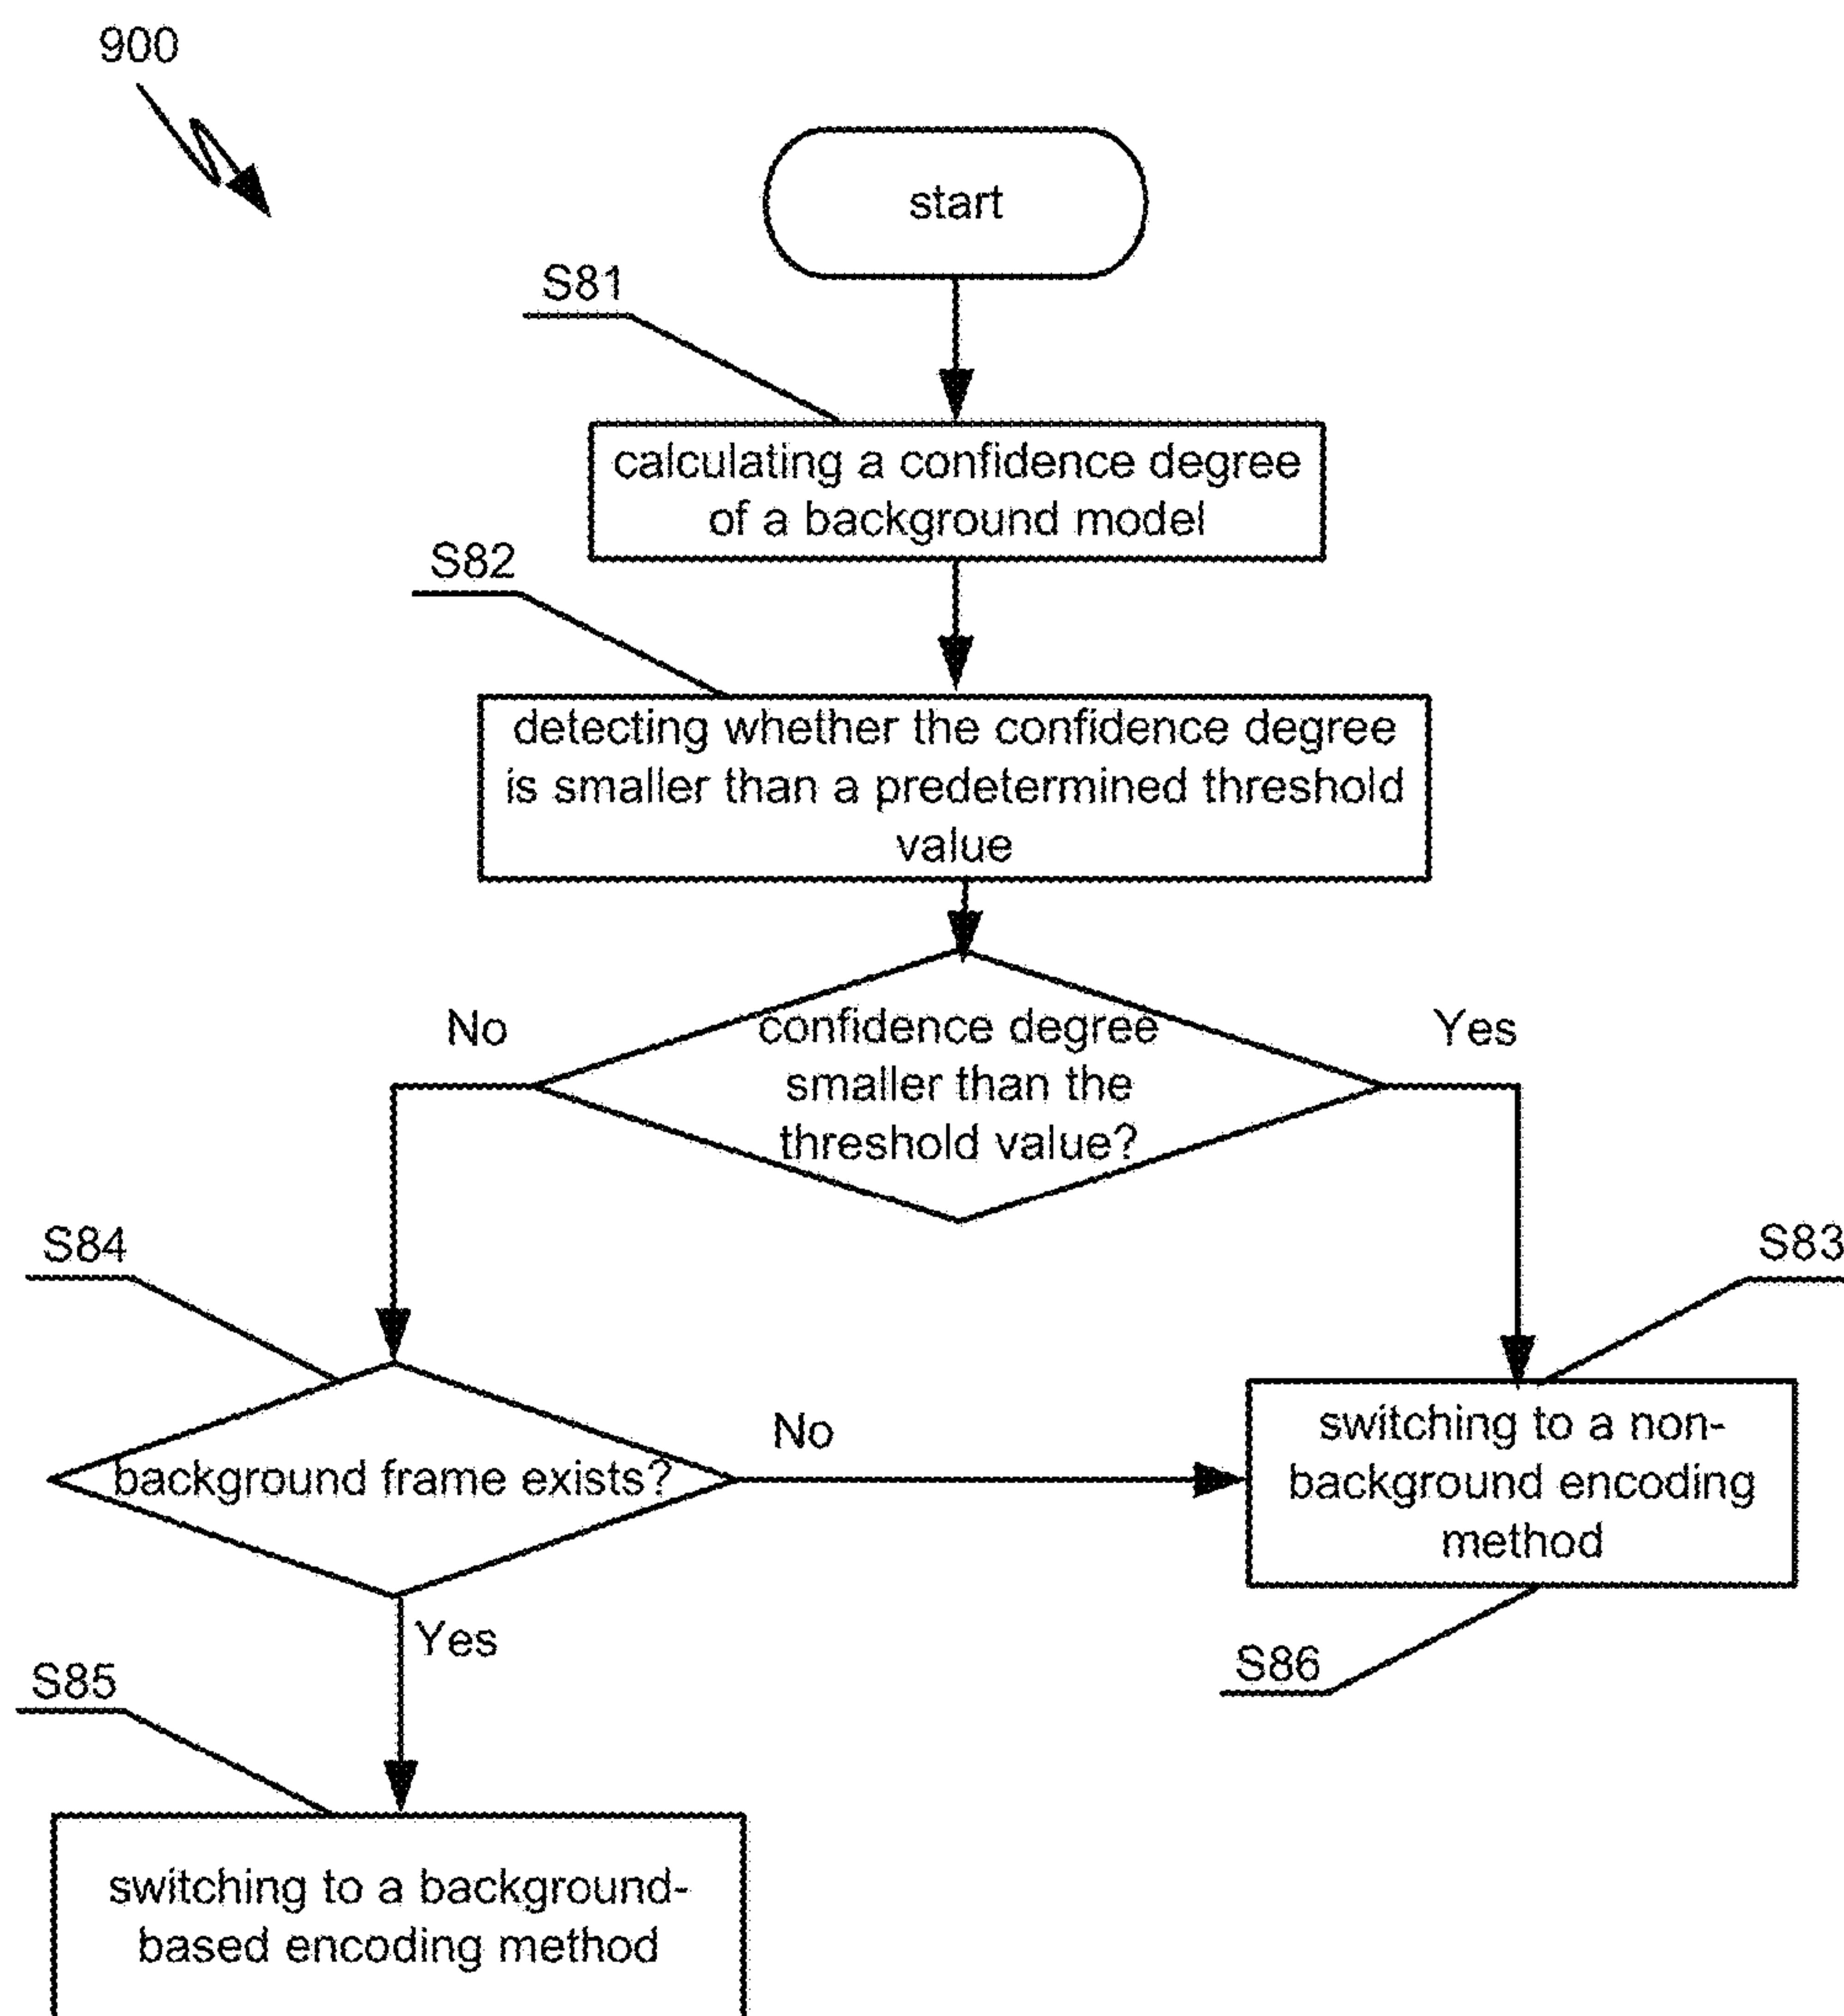 900
start
S81
calculating a confidence degree
of a background model
S82
detecting whether the confidence degree
is smaller than a predetermined threshold
value
No
confidence degree
smaller than the
threshold value?
Yes
S84
S83
background frame exists?
No
switching to a non-
background encoding
method
Yes
S85
S86
switching to a background-
based encoding method